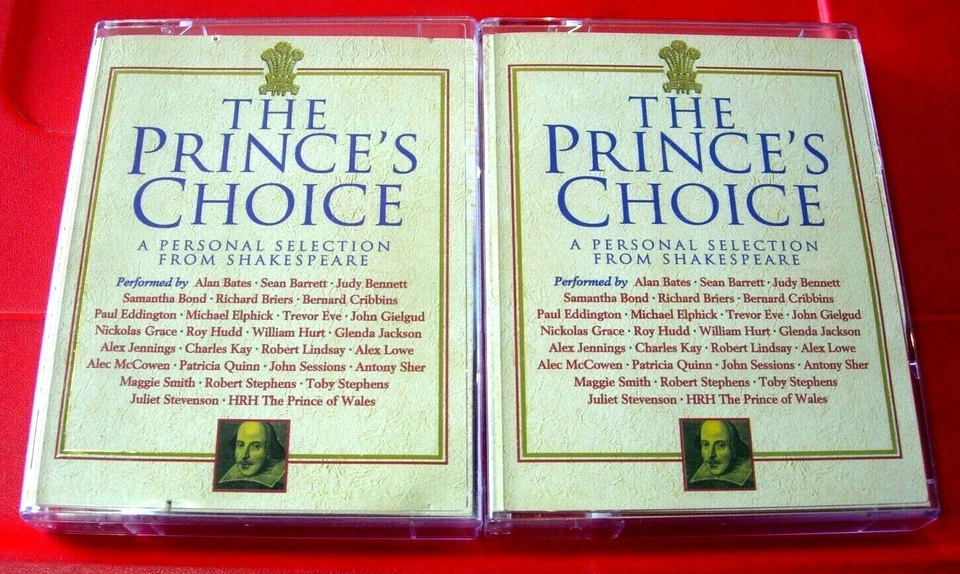 THE
PRINCE'S
CHOICE
A PERSONAL SELECTION
FROM SHAKESPEARE
Performed by Alan Bates · Sean Barrett · Judy Bennett
Samantha Bond · Richard Briers · Bernard Cribbins
Paul Eddington · Michael Elphick · Trevor Eve · John Gielgud
Nickolas Grace · Roy Hudd · William Hurt · Glenda Jackson
Alex Jennings · Charles Kay · Robert Lindsay · Alex Lowe
Alec McCowen · Patricia Quinn · John Sessions · Antony Sher
Maggie Smith · Robert Stephens · Toby Stephens
Juliet Stevenson · HRH The Prince of Wales
THE
PRINCE'S
CHOICE
A PERSONAL SELECTION
FROM SHAKESPEARE
Performed by Alan Bates · Sean Barrett · Judy Bennett
Samantha Bond · Richard Briers · Bernard Cribbins
Paul Eddington · Michael Elphick · Trevor Eve · John Gielgud
Nickolas Grace · Roy Hudd · William Hurt · Glenda Jackson
Alex Jennings · Charles Kay · Robert Lindsay · Alex Lowe
Alec McCowen · Patricia Quinn · John Sessions · Antony Sher
Maggie Smith · Robert Stephens · Toby Stephens
Juliet Stevenson · HRH The Prince of Wales